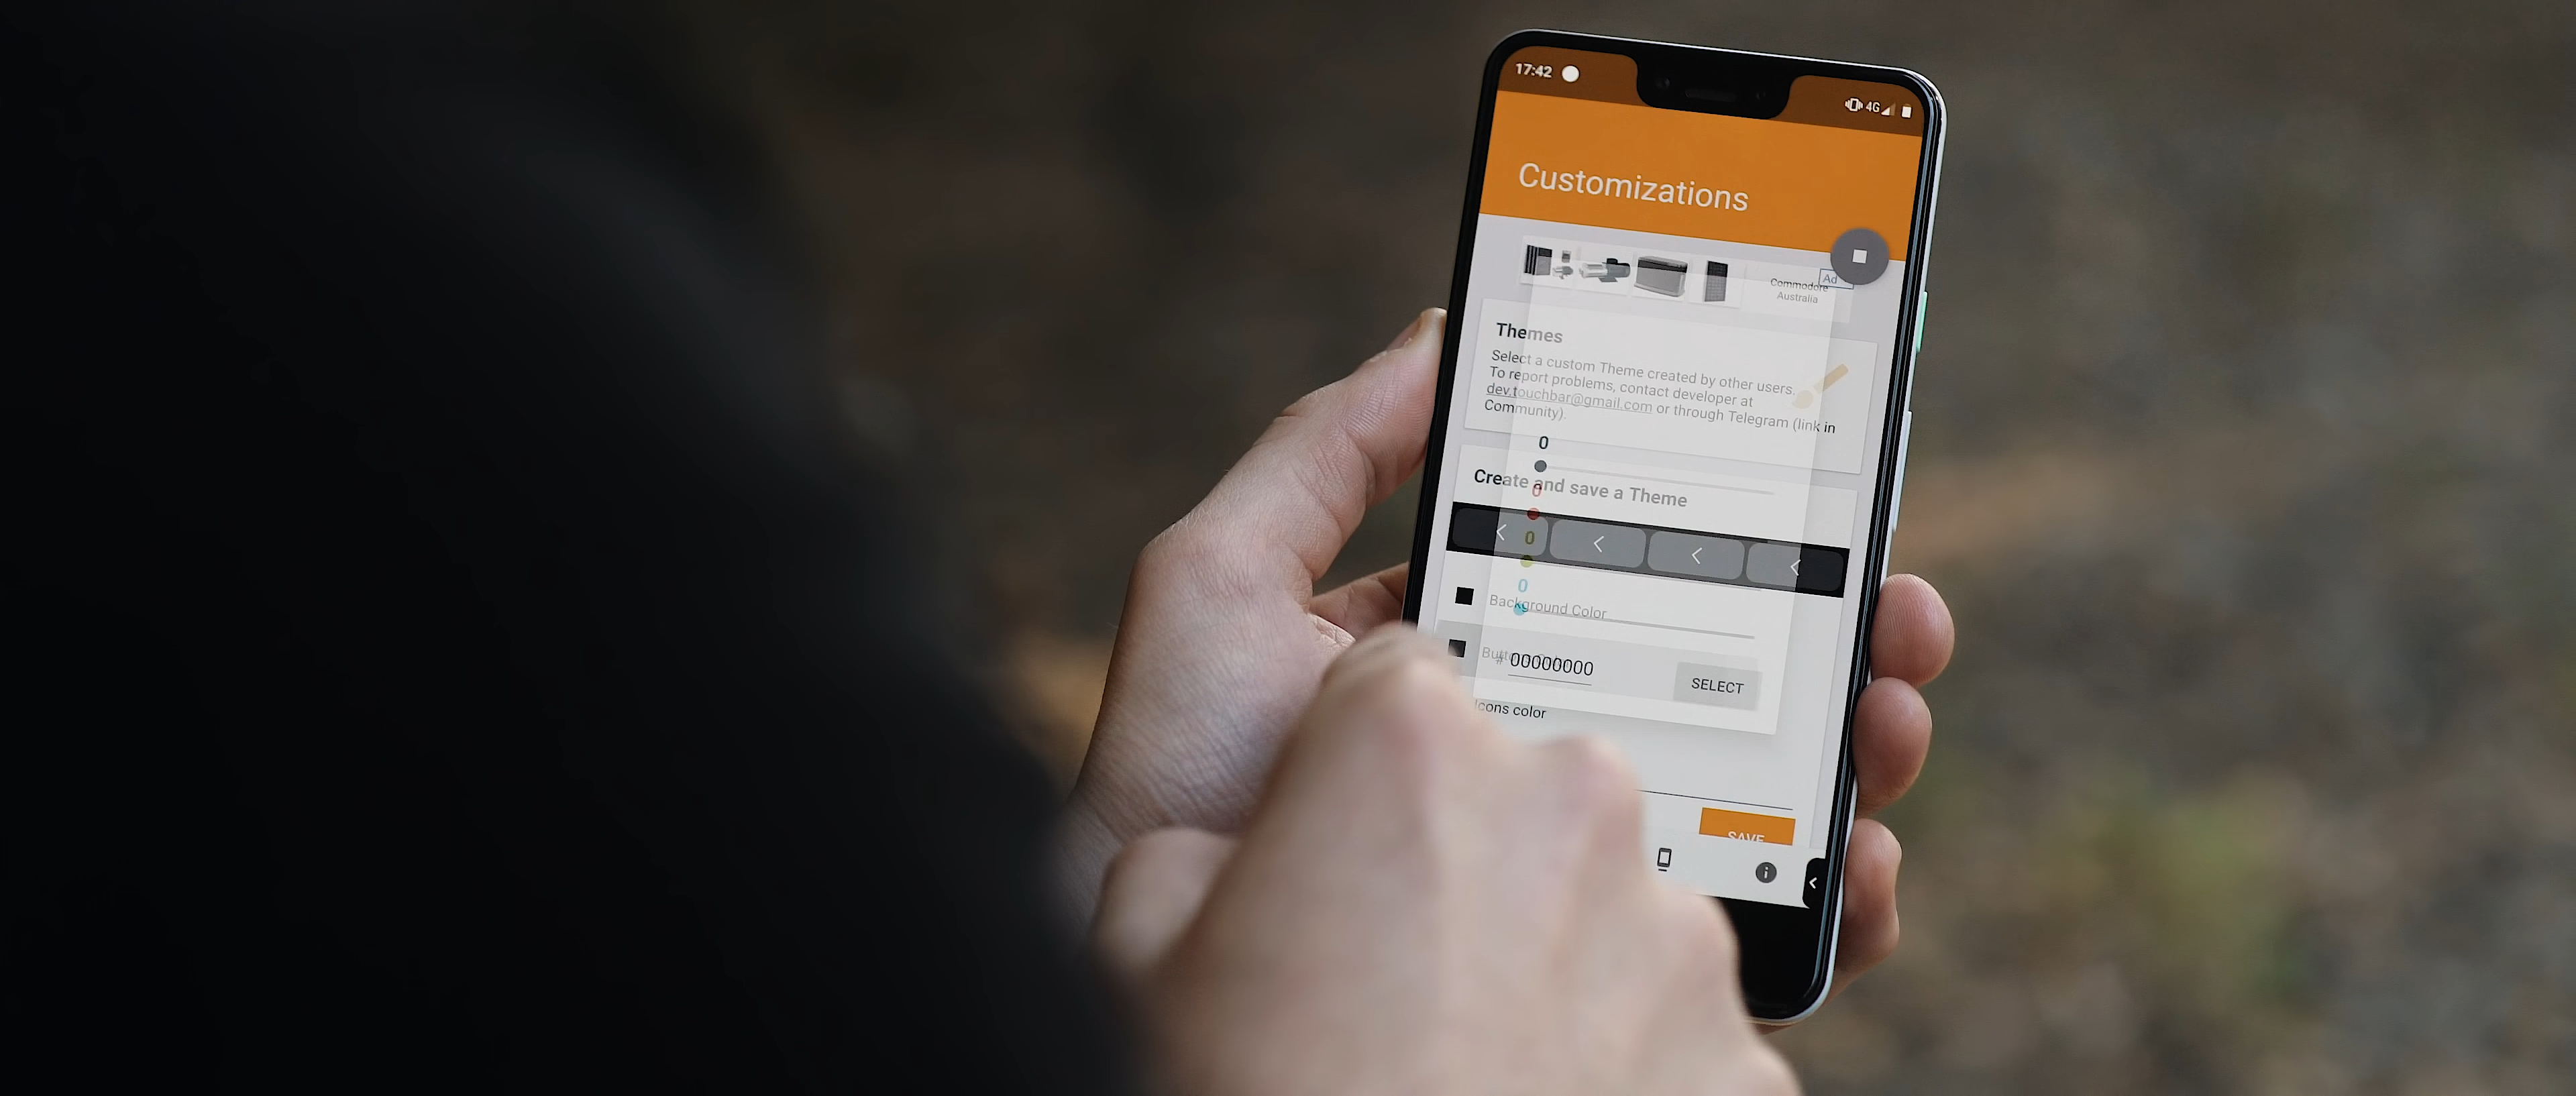 17:42
4G
Customizations
Ad
Commodore
Australia
Themes
Select a custom Theme created by other users.
To report problems, contact developer at
dev.touchbar@gmail.com or through Telegram (link in
Community).
0
Create and save a Theme
0
0
0
Background Color
# 00000000
SELECT
Icons color
SAVE